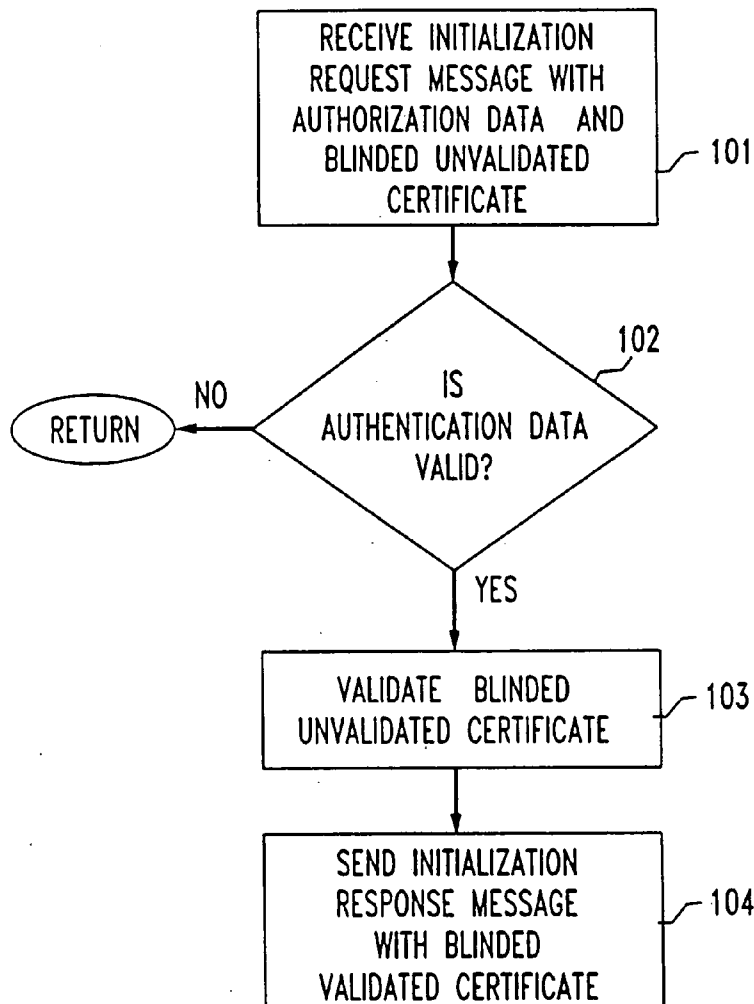 RECEIVE INITIALIZATION
REQUEST MESSAGE WITH
AUTHORIZATION DATA AND
BLINDED UNVALIDATED
CERTIFICATE
101
102
IS
AUTHENTICATION DATA
VALID?
NO
RETURN
YES
VALIDATE BLINDED
UNVALIDATED CERTIFICATE
103
SEND INITIALIZATION
RESPONSE MESSAGE
WITH BLINDED
VALIDATED CERTIFICATE
104